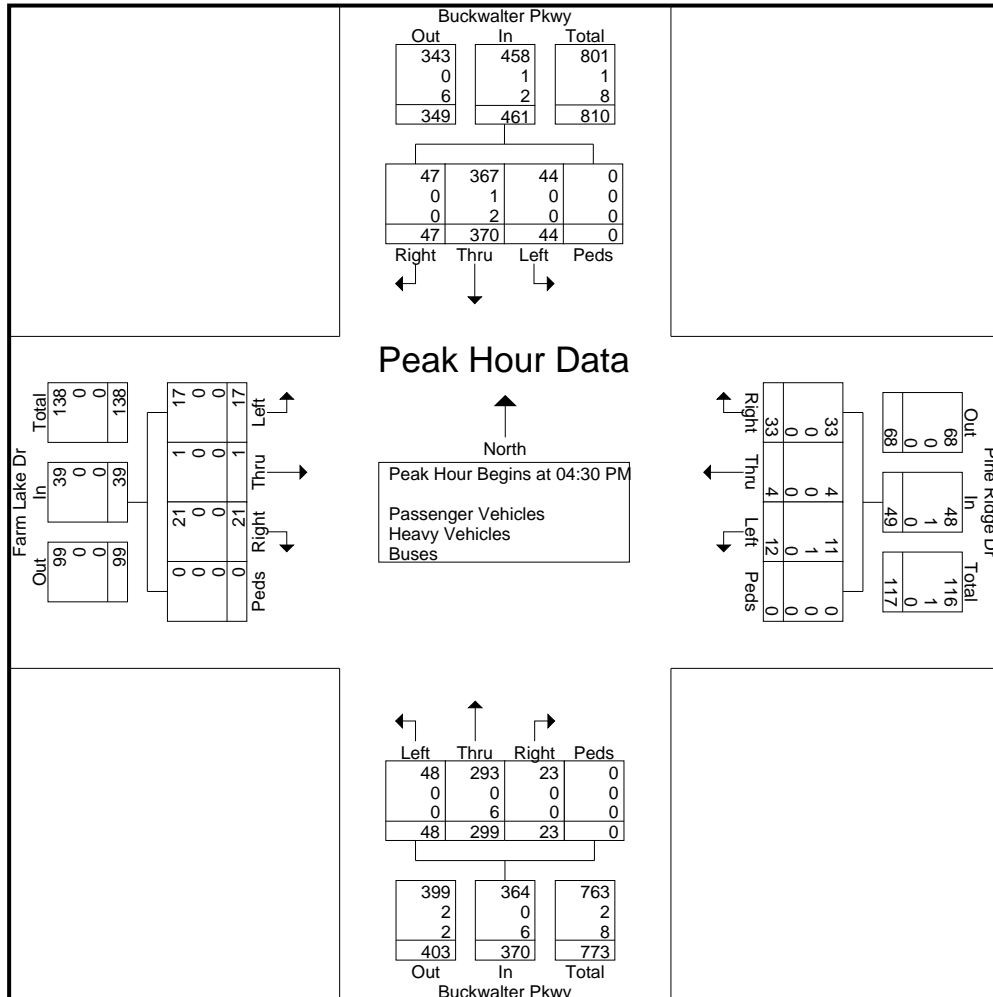 Buckwalter Pkwy
Out In Total
343 458 801
0 1 1
6 2 8
349 461 810
47 367 44 0
0 1 0 0
0 2 0 0
47 370 44 0
Right Thru Left Peds
Peak Hour Data
North
Peak Hour Begins at 04:30 PM
Passenger Vehicles
Heavy Vehicles
Buses
Farm Lake Dr
Out In Total
99 39 138
0 0 0
0 0 0
99 39 138
Left 17 0 0 17
Thru 1 0 0 1
Right 21 0 0 21
Peds 0 0 0 0
Pine Ridge Dr
Out In Total
68 48 116
0 1 1
0 0 0
68 49 117
Right 33 0 0 33
Thru 4 0 0 4
Left 11 1 0 12
Peds 0 0 0 0
Left Thru Right Peds
48 293 23 0
0 0 0 0
0 6 0 0
48 299 23 0
399 364 763
2 0 2
2 6 8
403 370 773
Out In Total
Buckwalter Pkwy